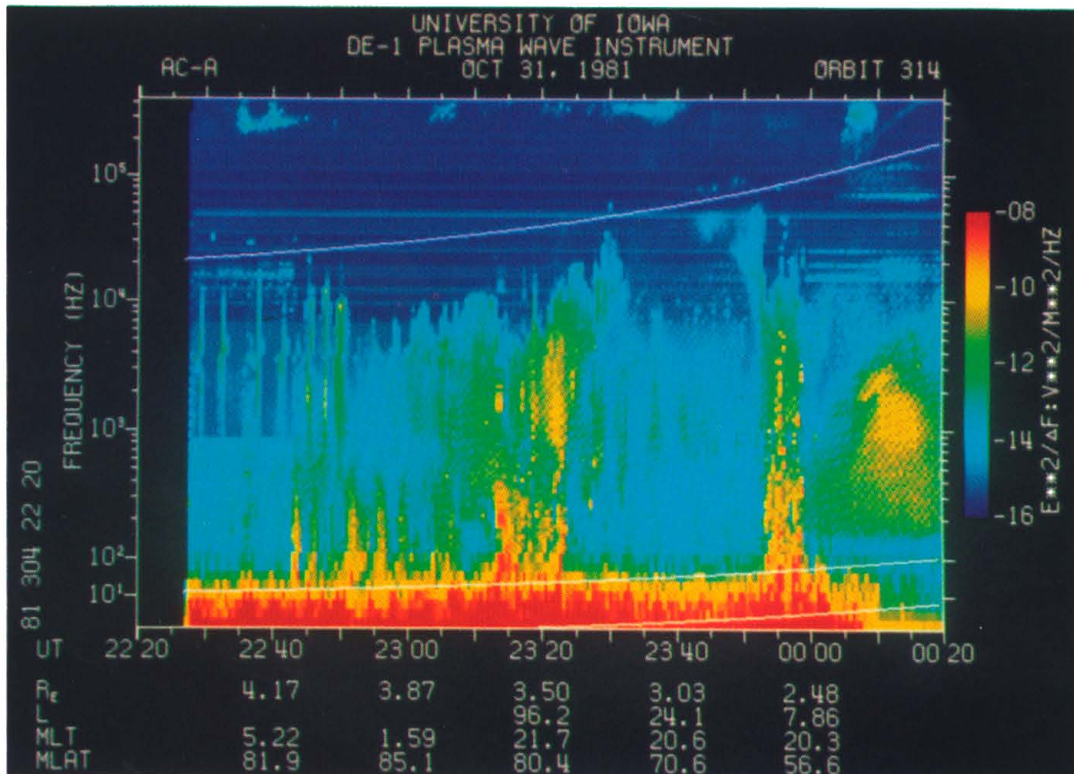 UNIVERSITY OF IOWA
DE-1 PLASMA WAVE INSTRUMENT
AC-A OCT 31, 1981 ØRBIT 314
10⁵
10⁴
10³
10²
10¹
FREQUENCY (HZ)
81 304 22 20
-08
-10
-12
-14
-16
E**2/ΔF:V**2/M**2/HZ
UT 22 20 22 40 23 00 23 20 23 40 00 00 00 20
Rᴇ 4.17 3.87 3.50 3.03 2.48
L 96.2 24.1 7.86
MLT 5.22 1.59 21.7 20.6 20.3
MLAT 81.9 85.1 80.4 70.6 56.6